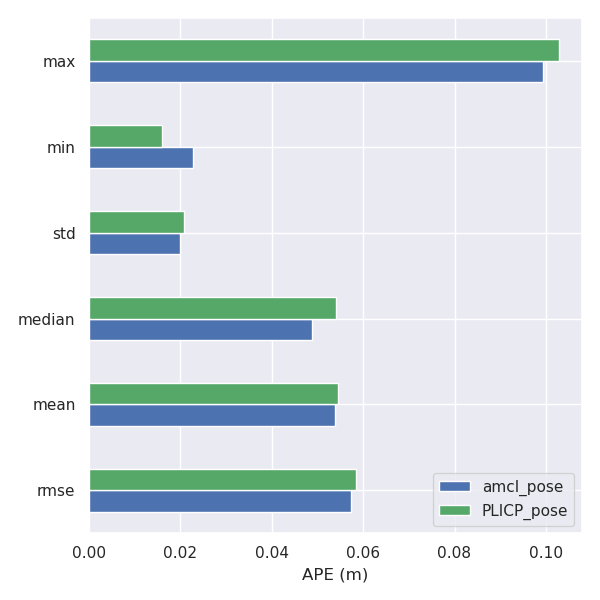 max
min
std
median
mean
rmse
amcl_pose
PLICP_pose
0.00 0.02 0.04 0.06 0.08 0.10
APE (m)